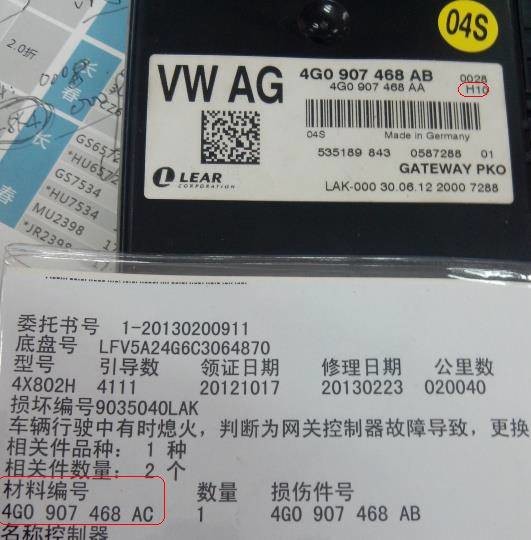 2.0折
长
春
GS657
*HU6572
GS7534
*HU7534
MU2398
*JR2398
长
春
04S
VW AG
4G0 907 468 AB
4G0 907 468 AA
0028
H10
04S
Made in Germany
535189 843 0587288 01
GATEWAY PKO
LEAR
CORPORATION
LAK-000 30.06.12 2000 7288
委托书号 1-20130200911
底盘号 LFV5A24G6C3064870
型号 引导数 领证日期 修理日期 公里数
4X802H 4111 20121017 20130223 020040
损坏编号9035040LAK
车辆行驶中有时熄火，判断为网关控制器故障导致，更换
相关件品种： 1 种
相关件数量： 2 个
材料编号 数量 损伤件号
4G0 907 468 AC 1 4G0 907 468 AB
名称控制器